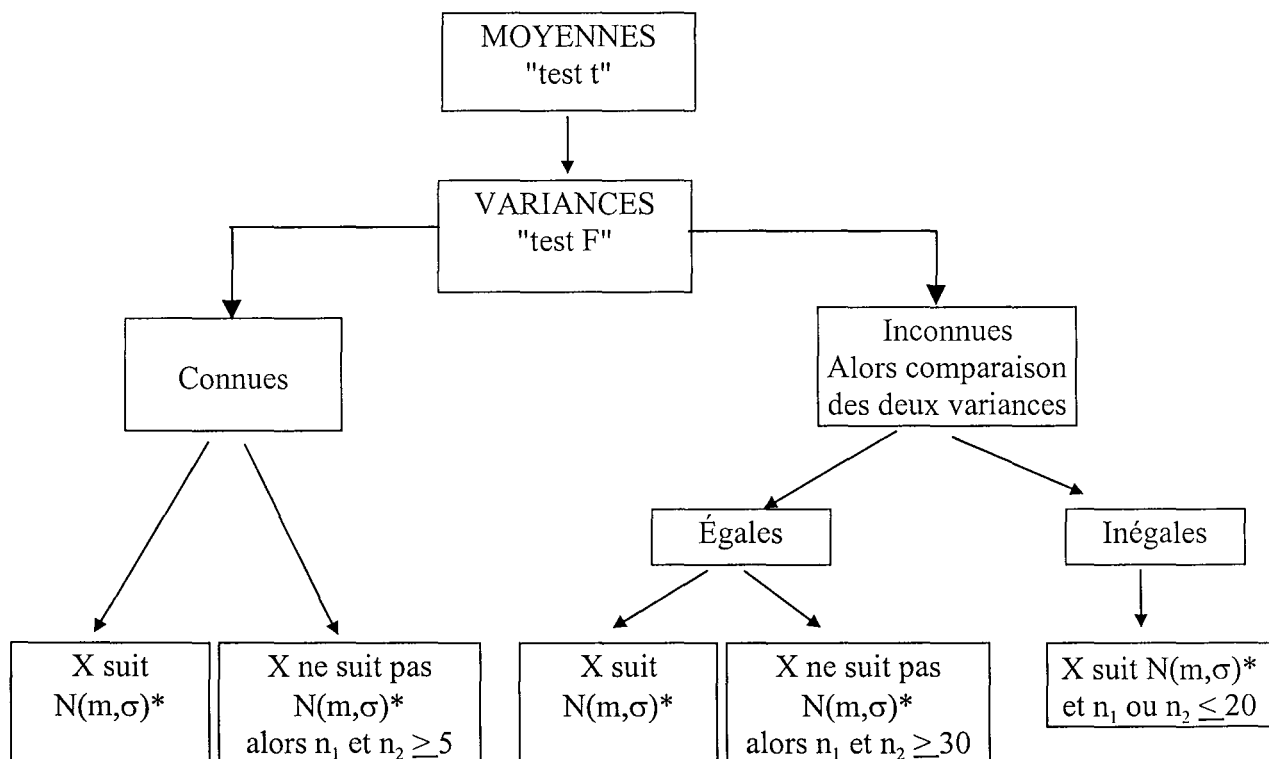 MOYENNES
"test t"
VARIANCES
"test F"
Connues
Inconnues
Alors comparaison
des deux variances
Égales
Inégales
X suit
N(m,σ)*
X ne suit pas
N(m,σ)*
alors n₁ et n₂ ≥ 5
X suit
N(m,σ)*
X ne suit pas
N(m,σ)*
alors n₁ et n₂ ≥ 30
X suit N(m,σ)*
et n₁ ou n₂ ≤ 20